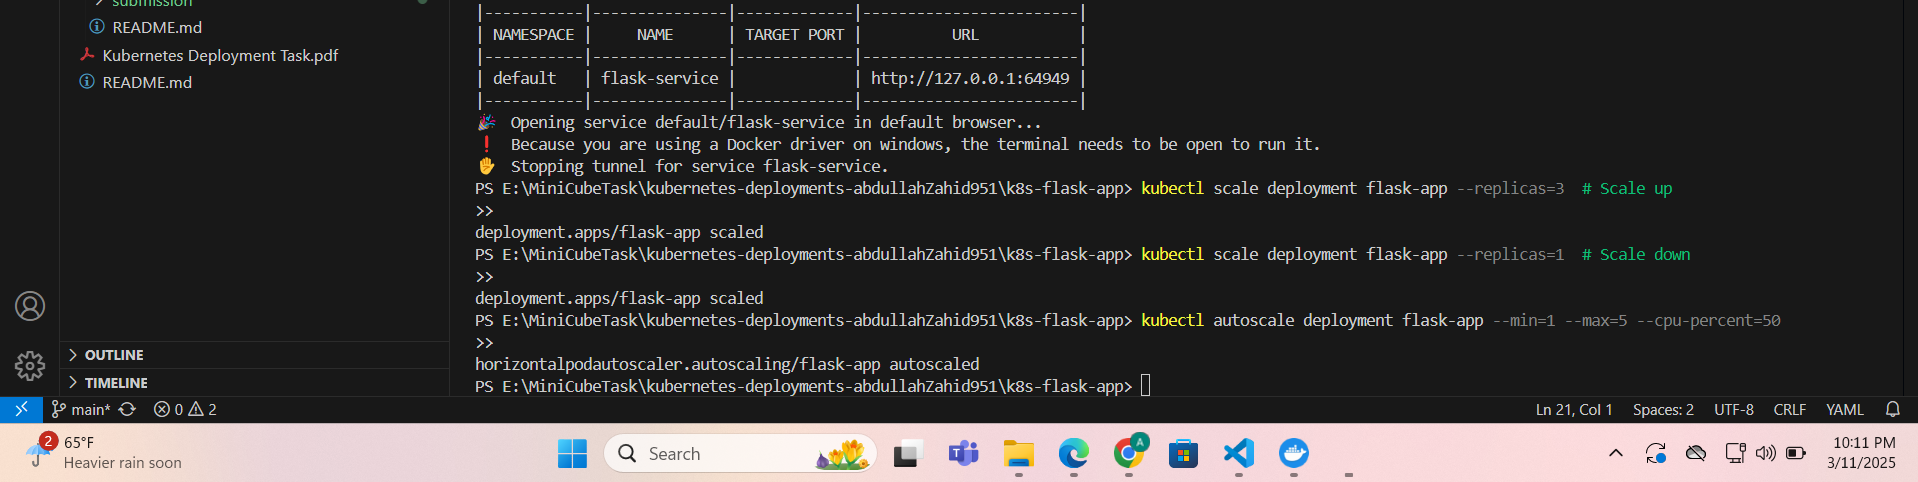 submission
README.md
Kubernetes Deployment Task.pdf
README.md
OUTLINE
TIMELINE
|-----------|---------------|-------------|------------------------|
| NAMESPACE |     NAME      | TARGET PORT |          URL           |
|-----------|---------------|-------------|------------------------|
| default   | flask-service |             | http://127.0.0.1:64949 |
|-----------|---------------|-------------|------------------------|
🎉 Opening service default/flask-service in default browser...
❗ Because you are using a Docker driver on windows, the terminal needs to be open to run it.
✋ Stopping tunnel for service flask-service.
PS E:\MiniCubeTask\kubernetes-deployments-abdullahZahid951\k8s-flask-app> kubectl scale deployment flask-app --replicas=3  # Scale up
>>
deployment.apps/flask-app scaled
PS E:\MiniCubeTask\kubernetes-deployments-abdullahZahid951\k8s-flask-app> kubectl scale deployment flask-app --replicas=1  # Scale down
>>
deployment.apps/flask-app scaled
PS E:\MiniCubeTask\kubernetes-deployments-abdullahZahid951\k8s-flask-app> kubectl autoscale deployment flask-app --min=1 --max=5 --cpu-percent=50
>>
horizontalpodautoscaler.autoscaling/flask-app autoscaled
PS E:\MiniCubeTask\kubernetes-deployments-abdullahZahid951\k8s-flask-app>
main* 0 2 Ln 21, Col 1 Spaces: 2 UTF-8 CRLF YAML
2 65°F
Heavier rain soon
Search
A
10:11 PM
3/11/2025